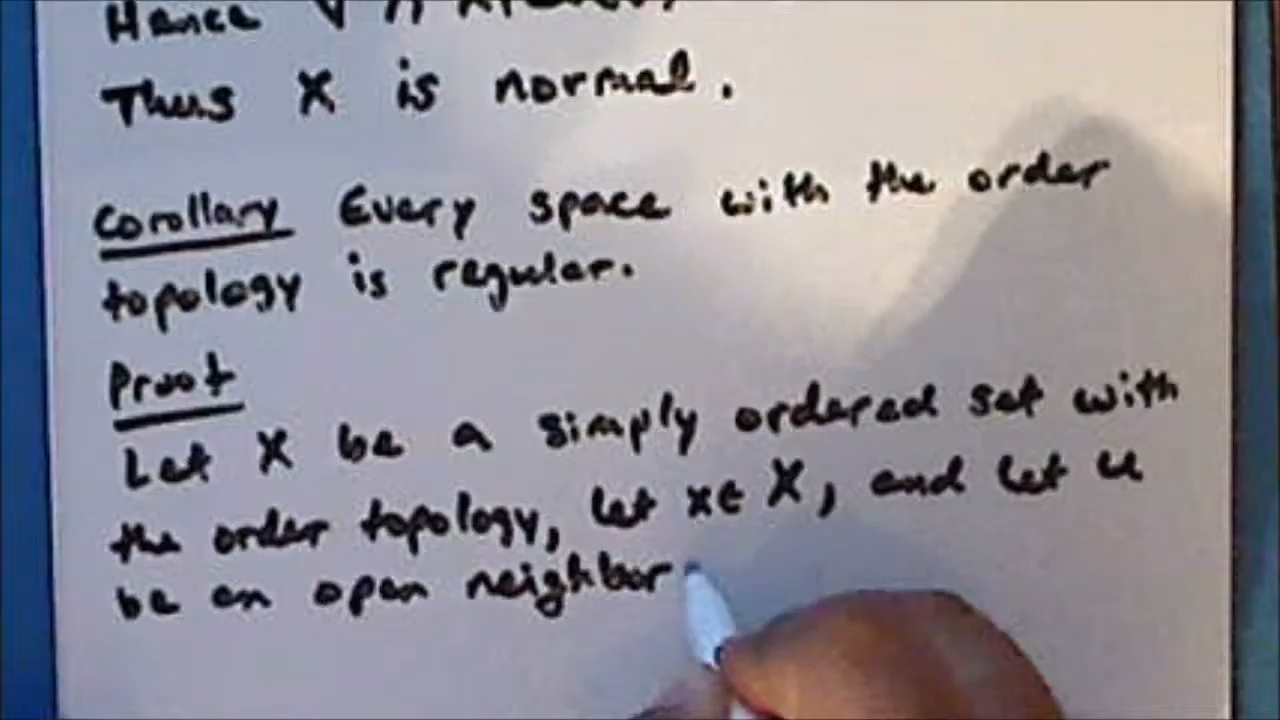 Hence
Thus X is normal.
Corollary Every space with the order
topology is regular.
Proof
Let X be a simply ordered set with
the order topology, let x∈ X, and let U
be an open neighbor